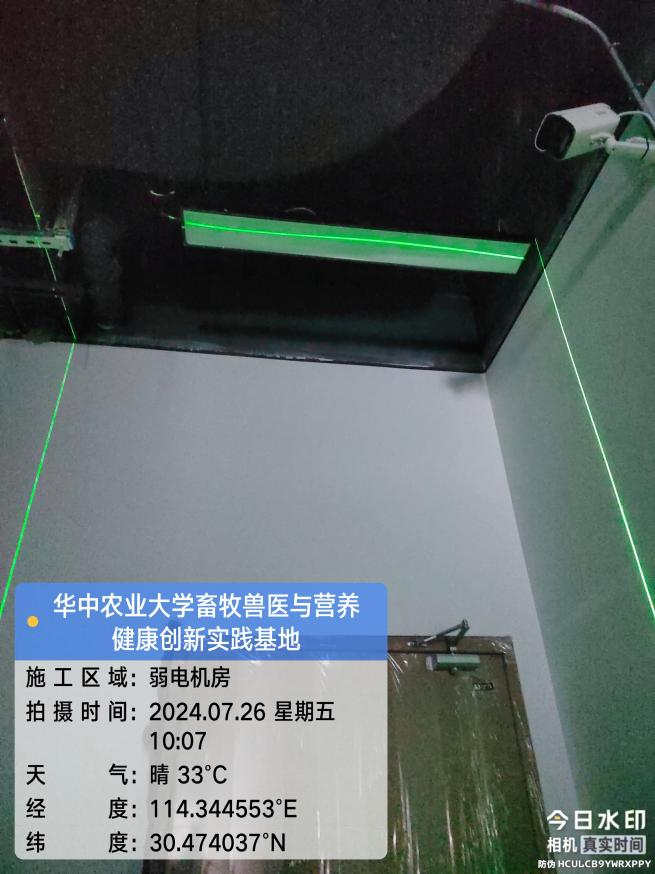 华中农业大学畜牧兽医与营养
健康创新实践基地
施工区域：弱电机房
拍摄时间：2024.07.26 星期五
10:07
天气：晴 33℃
经度：114.344553°E
纬度：30.474037°N
今日水印
相机 真实时间
防伪 HCULCB9YWRXPPY